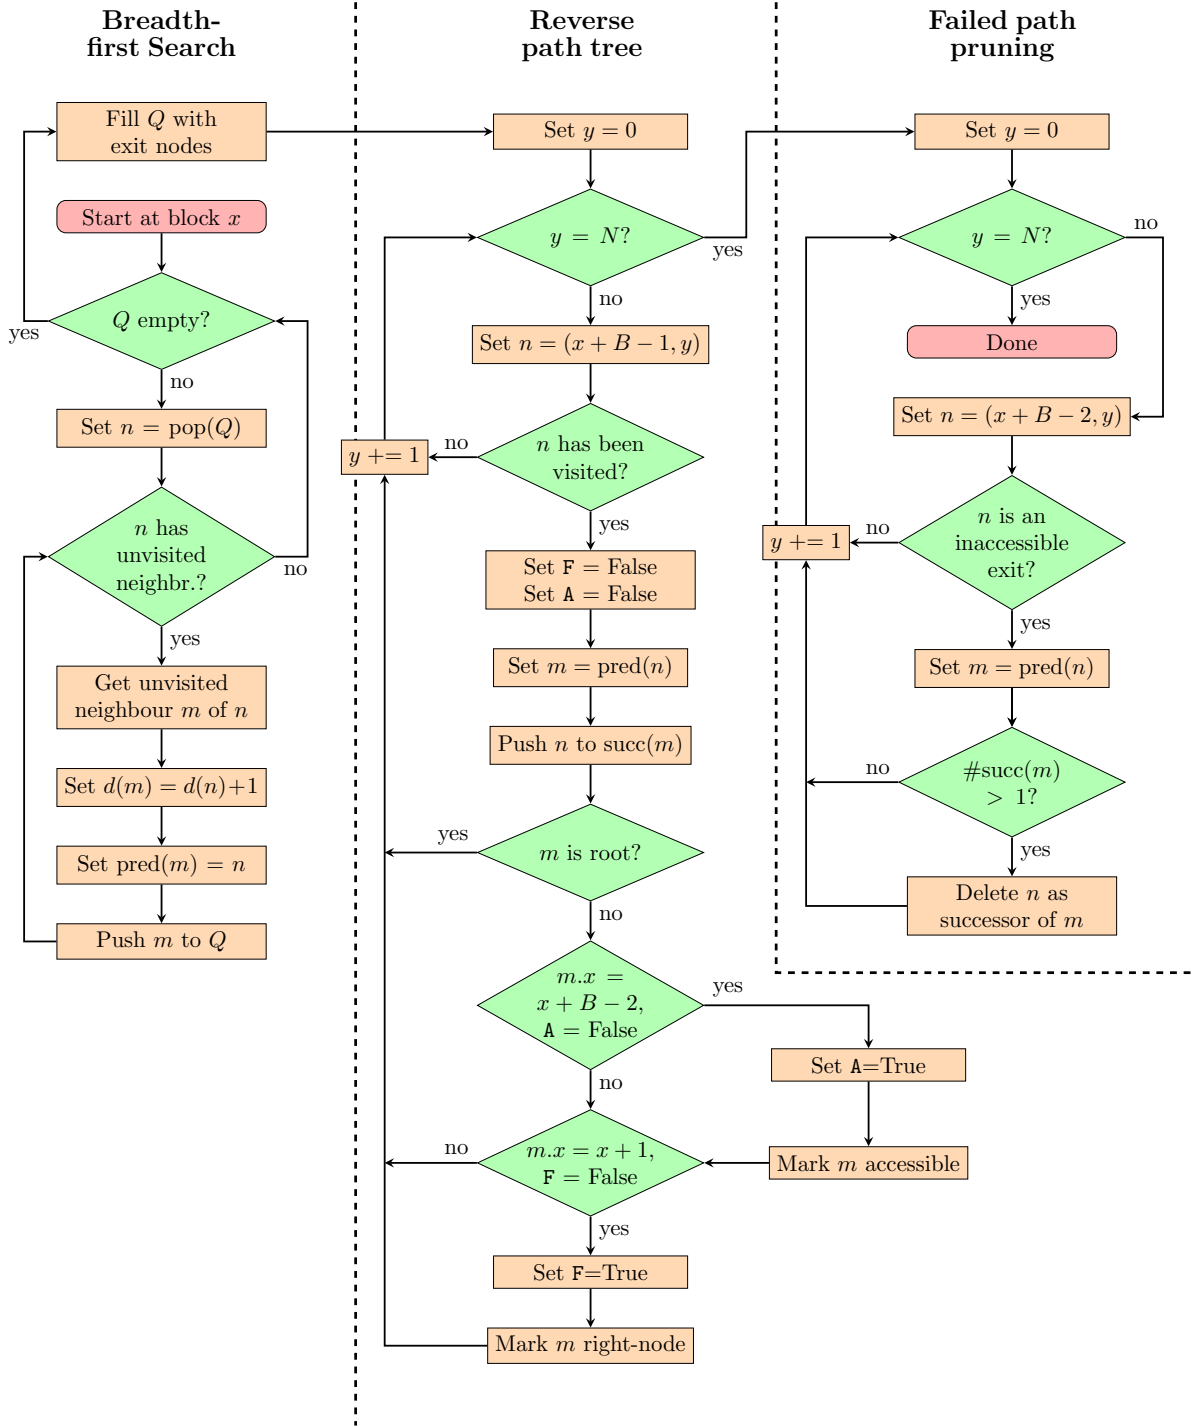 Breadth-
first Search
Fill Q with
exit nodes
Start at block x
Q empty?
yes
no
Set n = pop(Q)
n has
unvisited
neighbr.?
no
yes
Get unvisited
neighbour m of n
Set d(m) = d(n)+1
Set pred(m) = n
Push m to Q
Reverse
path tree
Set y = 0
y = N?
yes
no
Set n = (x + B − 1, y)
n has been
visited?
no
y += 1
yes
Set F = False
Set A = False
Set m = pred(n)
Push n to succ(m)
yes
m is root?
no
m.x =
x + B − 2,
A = False
yes
Set A=True
Mark m accessible
no
m.x = x + 1,
F = False
no
yes
Set F=True
Mark m right-node
Failed path
pruning
Set y = 0
y = N?
no
yes
Done
Set n = (x + B − 2, y)
n is an
inaccessible
exit?
no
y += 1
yes
Set m = pred(n)
#succ(m)
> 1?
no
yes
Delete n as
successor of m